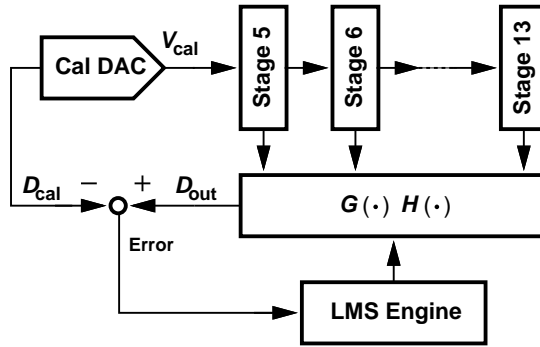 Cal DAC
V_cal
Stage 5
Stage 6
Stage 13
D_cal
−
+
D_out
G(·) H(·)
Error
LMS Engine